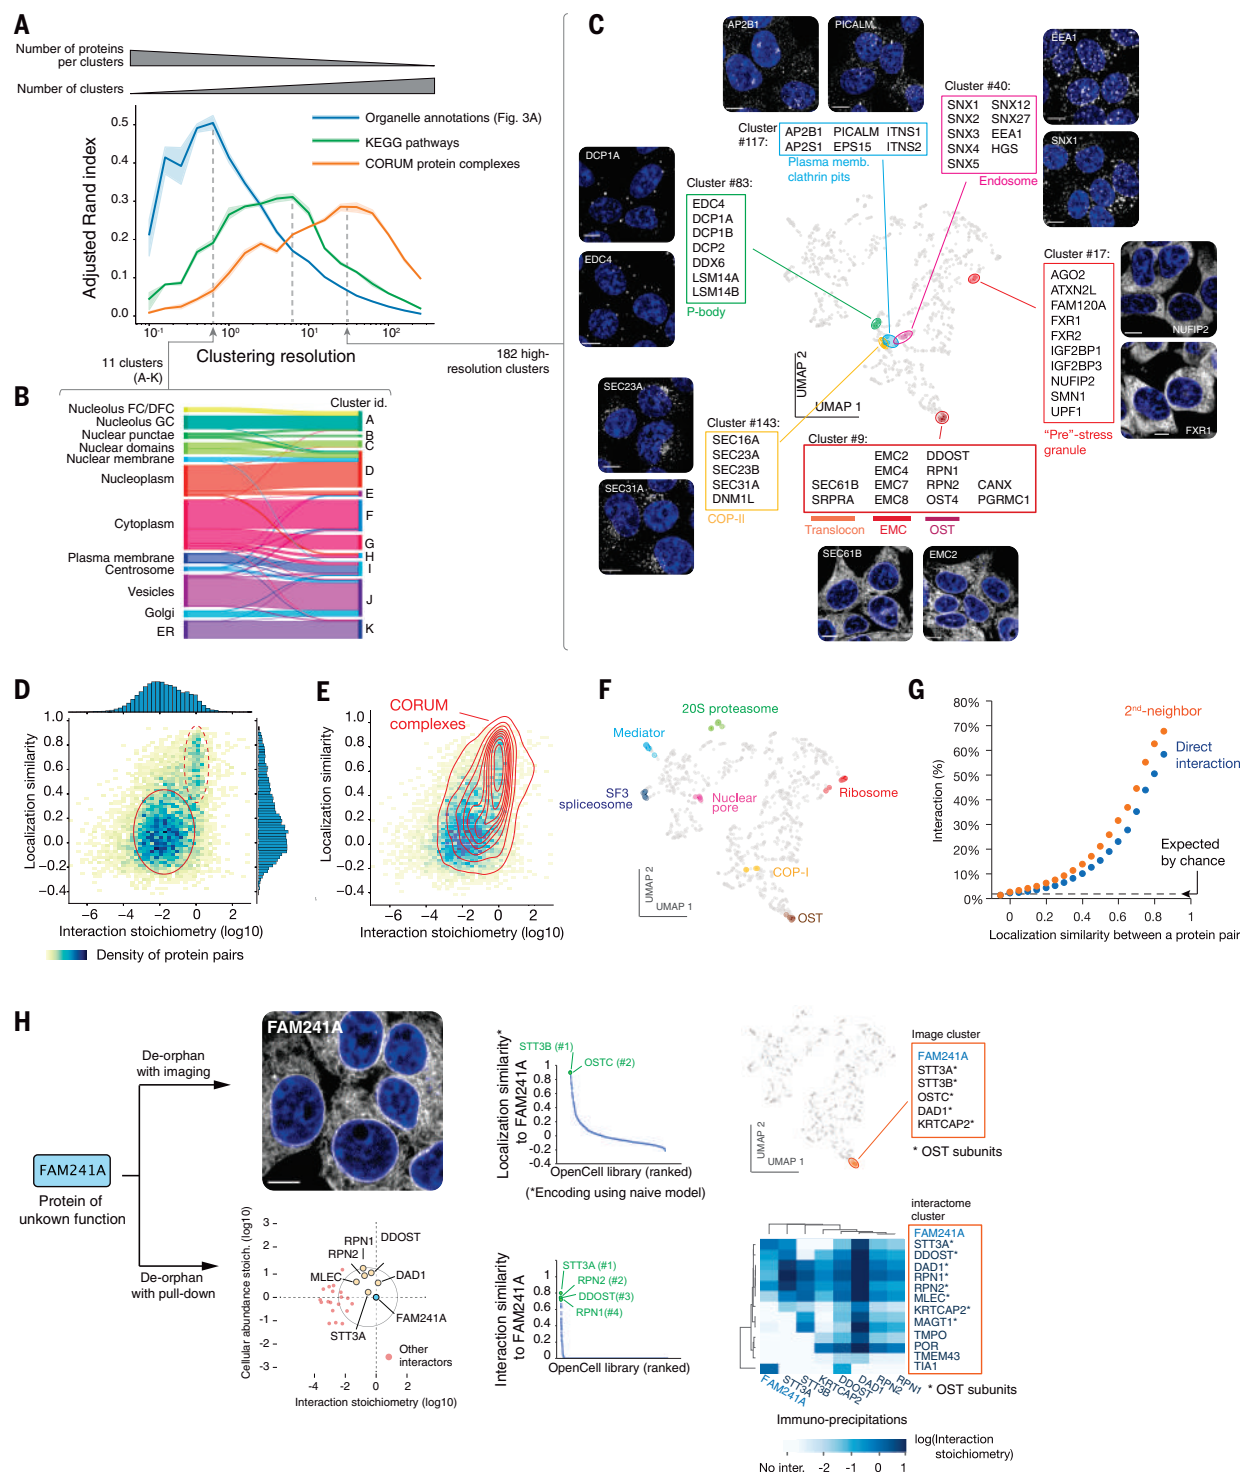 A
Number of proteins
per clusters
Number of clusters
Adjusted Rand index
0.5
0.4
0.3
0.2
0.1
0.0
Organelle annotations (Fig. 3A)
KEGG pathways
CORUM protein complexes
10⁻¹
10⁰
10¹
10²
Clustering resolution
11 clusters
(A-K)
182 high-
resolution clusters
B
Cluster id.
Nucleolus FC/DFC
Nucleolus GC
Nuclear punctae
Nuclear domains
Nuclear membrane
Nucleoplasm
Cytoplasm
Plasma membrane
Centrosome
Vesicles
Golgi
ER
A
B
C
D
E
F
G
H
I
J
K
C
AP2B1
PICALM
EEA1
SNX1
Cluster
#117:
AP2B1 PICALM ITNS1
AP2S1 EPS15 ITNS2
Plasma memb.
clathrin pits
Cluster #40:
SNX1 SNX12
SNX2 SNX27
SNX3 EEA1
SNX4 HGS
SNX5
Endosome
DCP1A
EDC4
Cluster #83:
EDC4
DCP1A
DCP1B
DCP2
DDX6
LSM14A
LSM14B
P-body
Cluster #17:
AGO2
ATXN2L
FAM120A
FXR1
FXR2
IGF2BP1
IGF2BP3
NUFIP2
SMN1
UPF1
"Pre"-stress
granule
NUFIP2
FXR1
UMAP 2
UMAP 1
SEC23A
SEC31A
Cluster #143:
SEC16A
SEC23A
SEC23B
SEC31A
DNM1L
COP-II
Cluster #9:
EMC2 DDOST
EMC4 RPN1
SEC61B EMC7 RPN2 CANX
SRPRA EMC8 OST4 PGRMC1
Translocon EMC OST
SEC61B
EMC2
D
Localization similarity
1.0
0.8
0.6
0.4
0.2
0.0
−0.2
−0.4
−6 −4 −2 0 2
Interaction stoichiometry (log10)
Density of protein pairs
E
CORUM
complexes
Localization similarity
1.0
0.8
0.6
0.4
0.2
0.0
−0.2
−0.4
−6 −4 −2 0 2
Interaction stoichiometry (log10)
F
20S proteasome
Mediator
SF3
spliceosome
Nuclear
pore
Ribosome
COP-I
OST
UMAP 2
UMAP 1
G
Interaction (%)
80%
70%
60%
50%
40%
30%
20%
10%
0%
2nd-neighbor
Direct
interaction
Expected
by chance
0 0.2 0.4 0.6 0.8 1
Localization similarity between a protein pair
H
FAM241A
Protein of
unkown function
De-orphan
with imaging
De-orphan
with pull-down
FAM241A
Localization similarity*
to FAM241A
STT3B (#1)
OSTC (#2)
1
0.8
0.6
0.4
0.2
0
-0.2
-0.4
OpenCell library (ranked)
(*Encoding using naive model)
UMAP 2
UMAP 1
Image cluster
FAM241A
STT3A*
STT3B*
OSTC*
DAD1*
KRTCAP2*
* OST subunits
Cellular abundance stoich. (log10)
3
2
1
0
-1
-2
-3
RPN1
RPN2
DDOST
MLEC
DAD1
FAM241A
STT3A
Other
interactors
-4 -2 0 2
Interaction stoichiometry (log10)
Interaction similarity
to FAM241A
STT3A (#1)
RPN2 (#2)
DDOST(#3)
RPN1(#4)
1
0.8
0.6
0.4
0.2
0
OpenCell library (ranked)
interactome
cluster
FAM241A
STT3A*
DDOST*
DAD1*
RPN1*
RPN2*
MLEC*
KRTCAP2*
MAGT1*
TMPO
POR
TMEM43
TIA1
* OST subunits
FAM241A
STT3A
STT3B
KRTCAP2
DDOST
DAD1
RPN2
RPN1
Immuno-precipitations
log(Interaction
stoichiometry)
No inter. -2 -1 0 1